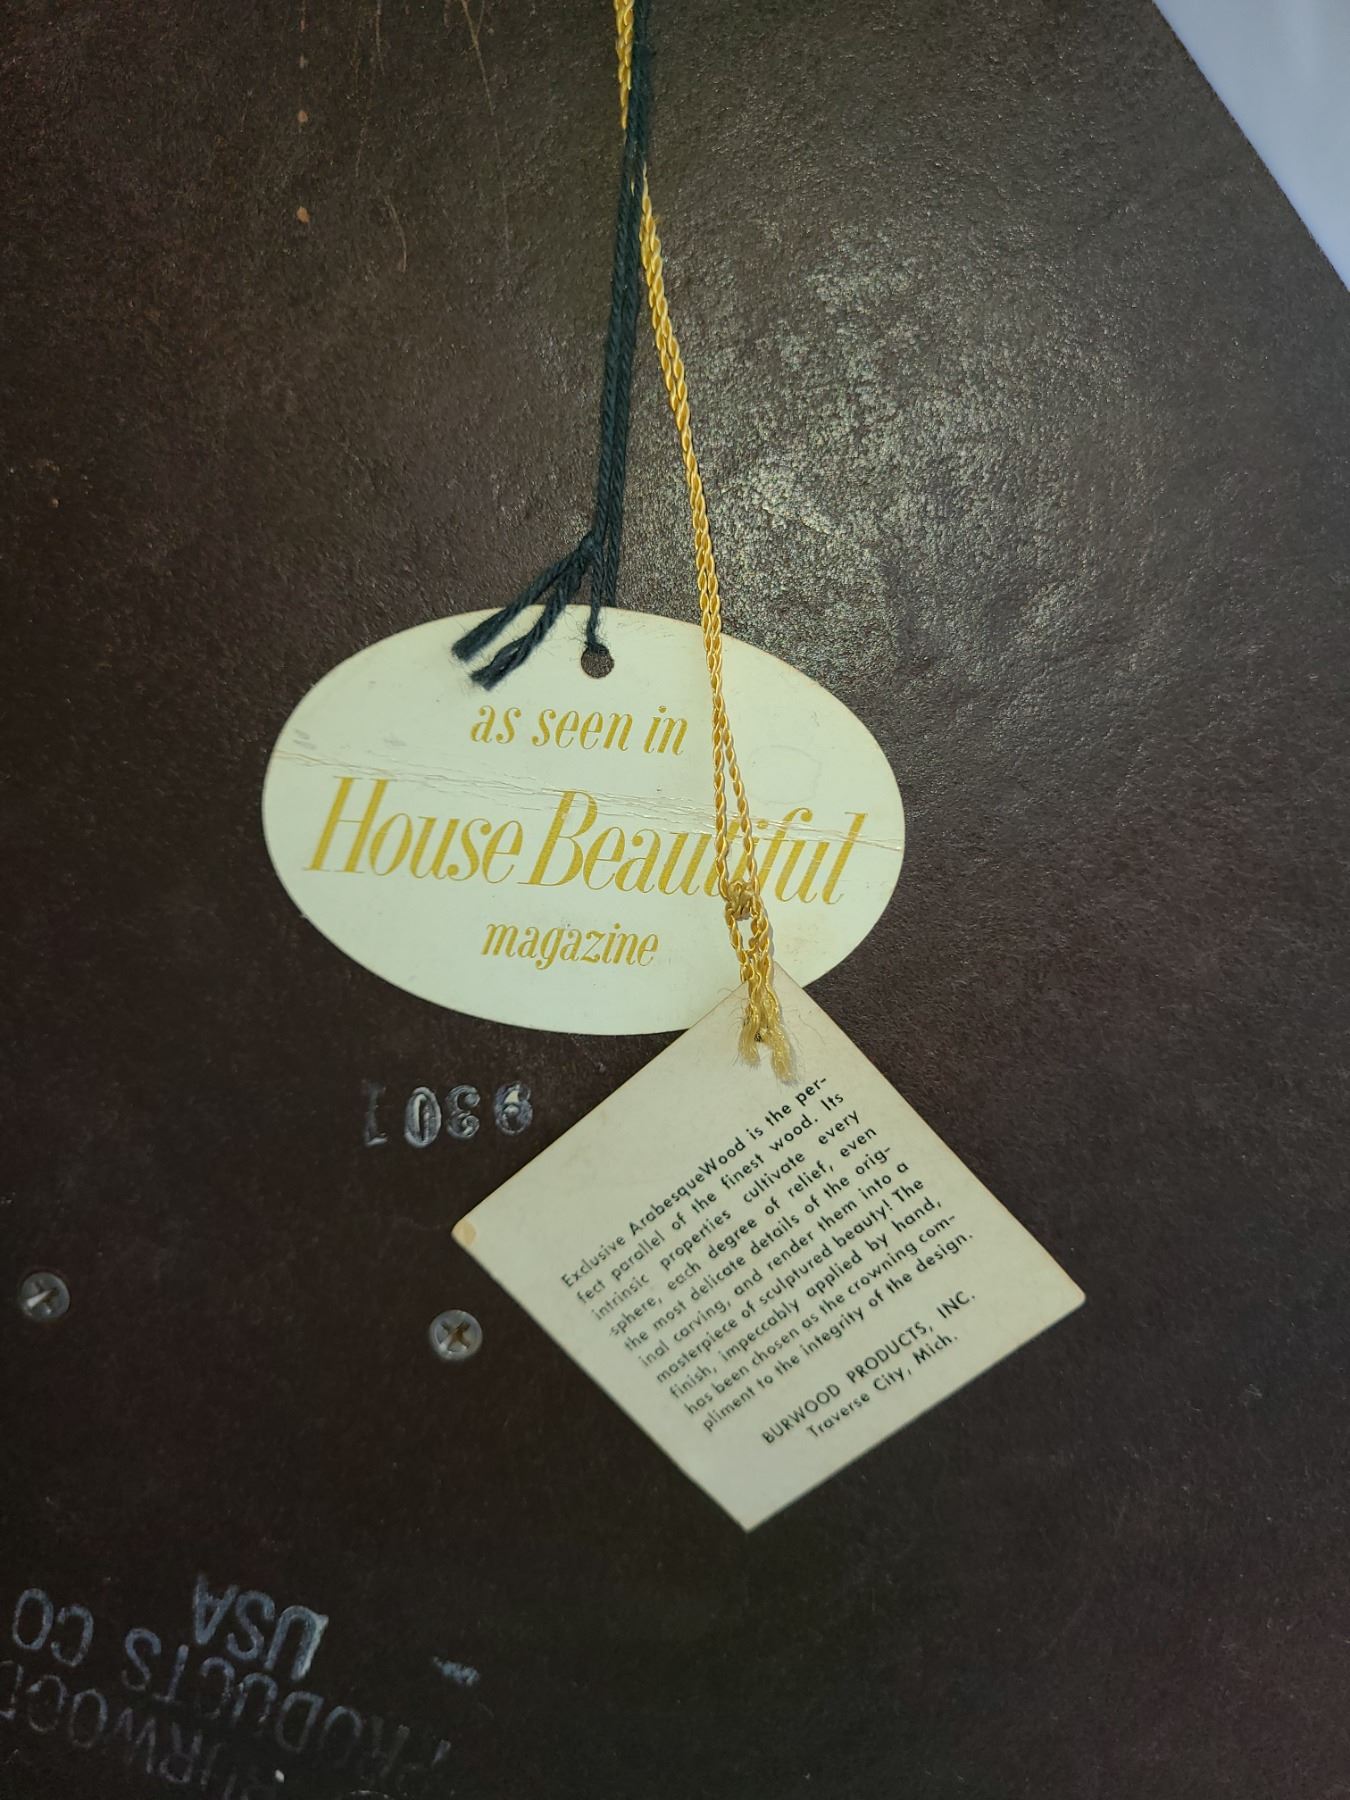 as seen in
House Beautiful
magazine
9301
Exclusive ArabesqueWood is the per-
fect parallel of the finest wood. Its
intrinsic properties cultivate every
sphere, each degree of relief, even
the most delicate details of the orig-
inal carving, and render them into a
masterpiece of sculptured beauty! The
finish, impeccably applied by hand,
has been chosen as the crowning com-
pliment to the integrity of the design.
BURWOOD PRODUCTS, INC.
Traverse City, Mich.
PRODUCTS CO
USA